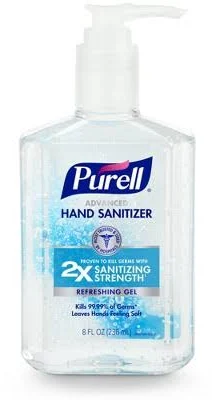 Purell
ADVANCED
HAND SANITIZER
PROVEN TO KILL GERMS WITH
2X SANITIZING
STRENGTH†
REFRESHING GEL
Kills 99.99% of Germs*
Leaves Hands Feeling Soft
8 FL OZ (236 mL)